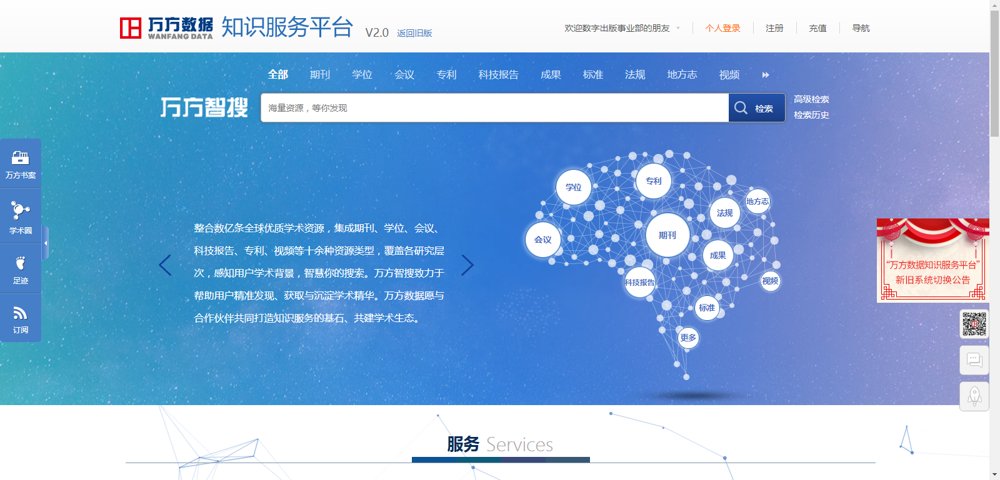 万方数据
WANFANG DATA
知识服务平台
V2.0
返回旧版
欢迎数字出版事业部的朋友
个人登录
注册
充值
导航
全部
期刊
学位
会议
专利
科技报告
成果
标准
法规
地方志
视频
万方智搜
海量资源，等你发现
检索
高级检索
检索历史
万方书案
学术圈
足迹
订阅
整合数亿条全球优质学术资源，集成期刊、学位、会议、
科技报告、专利、视频等十余种资源类型，覆盖各研究层
次，感知用户学术背景，智慧你的搜索。万方智搜致力于
帮助用户精准发现、获取与沉淀学术精华。万方数据愿与
合作伙伴共同打造知识服务的基石、共建学术生态。
学位
专利
地方志
法规
会议
期刊
成果
科技报告
视频
标准
更多
“万方数据知识服务平台”
新旧系统切换公告
服务 Services